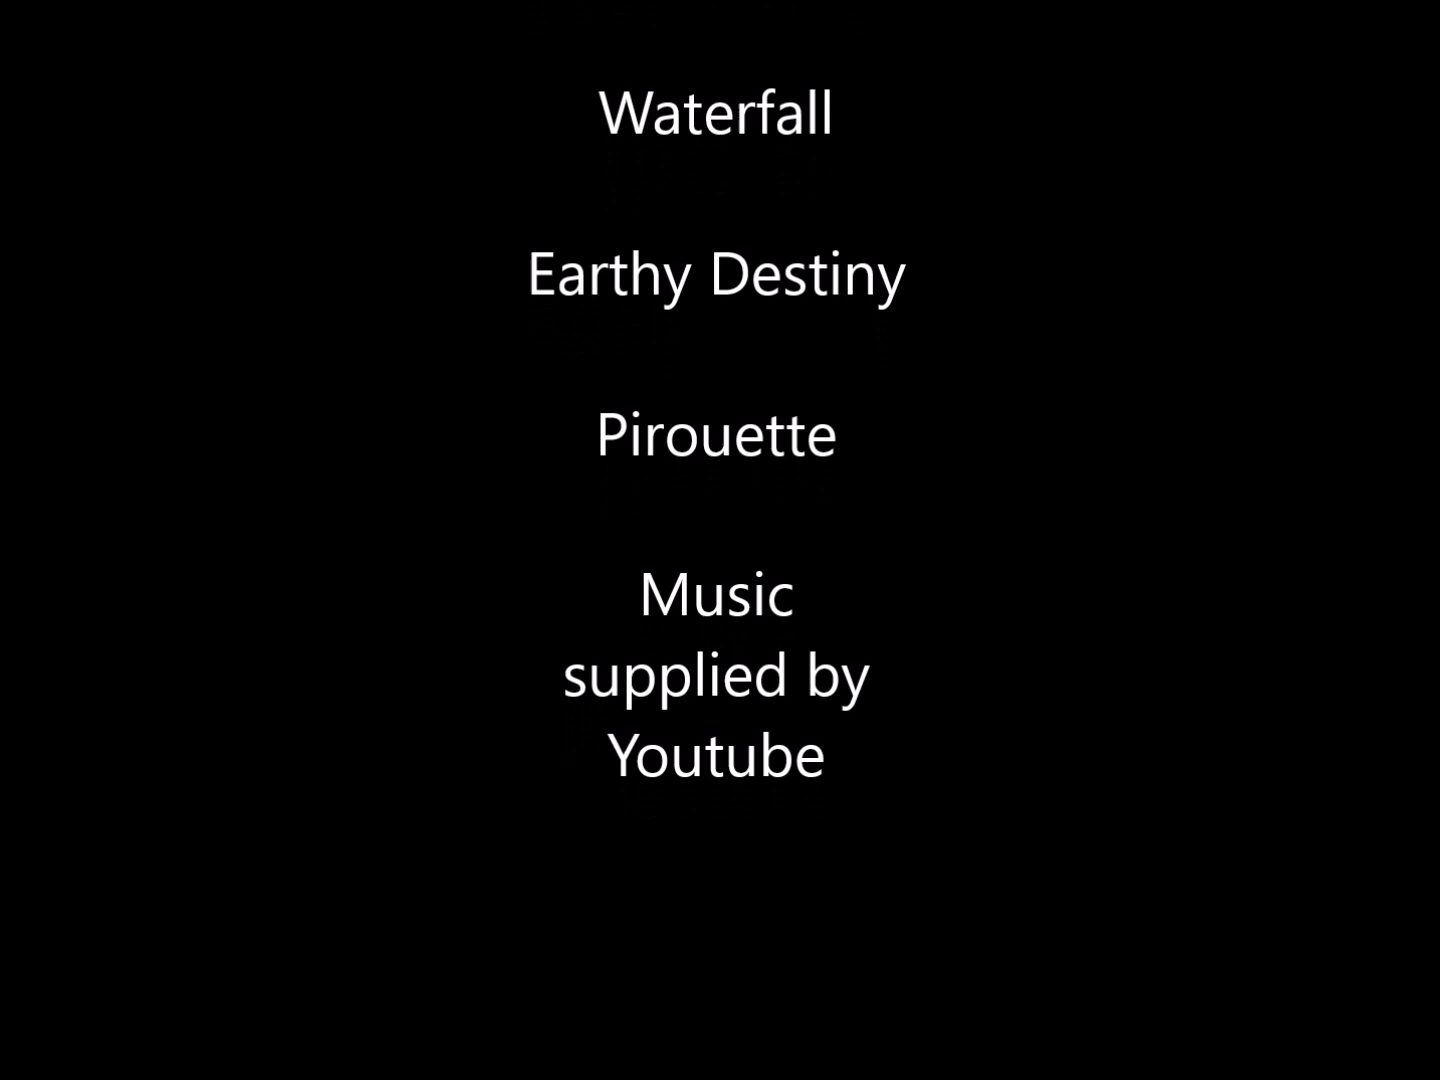 Waterfall
Earthy Destiny
Pirouette
Music
supplied by
Youtube